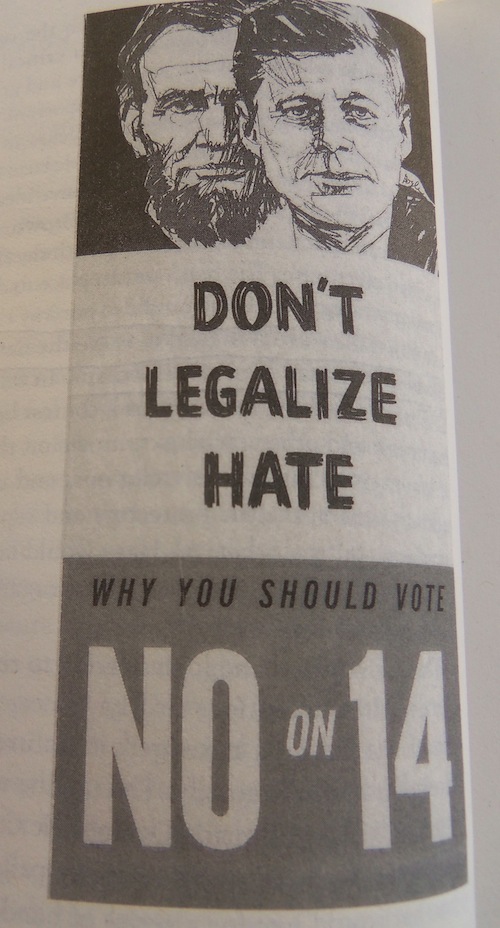 DON'T
LEGALIZE
HATE
WHY YOU SHOULD VOTE
NO ON 14